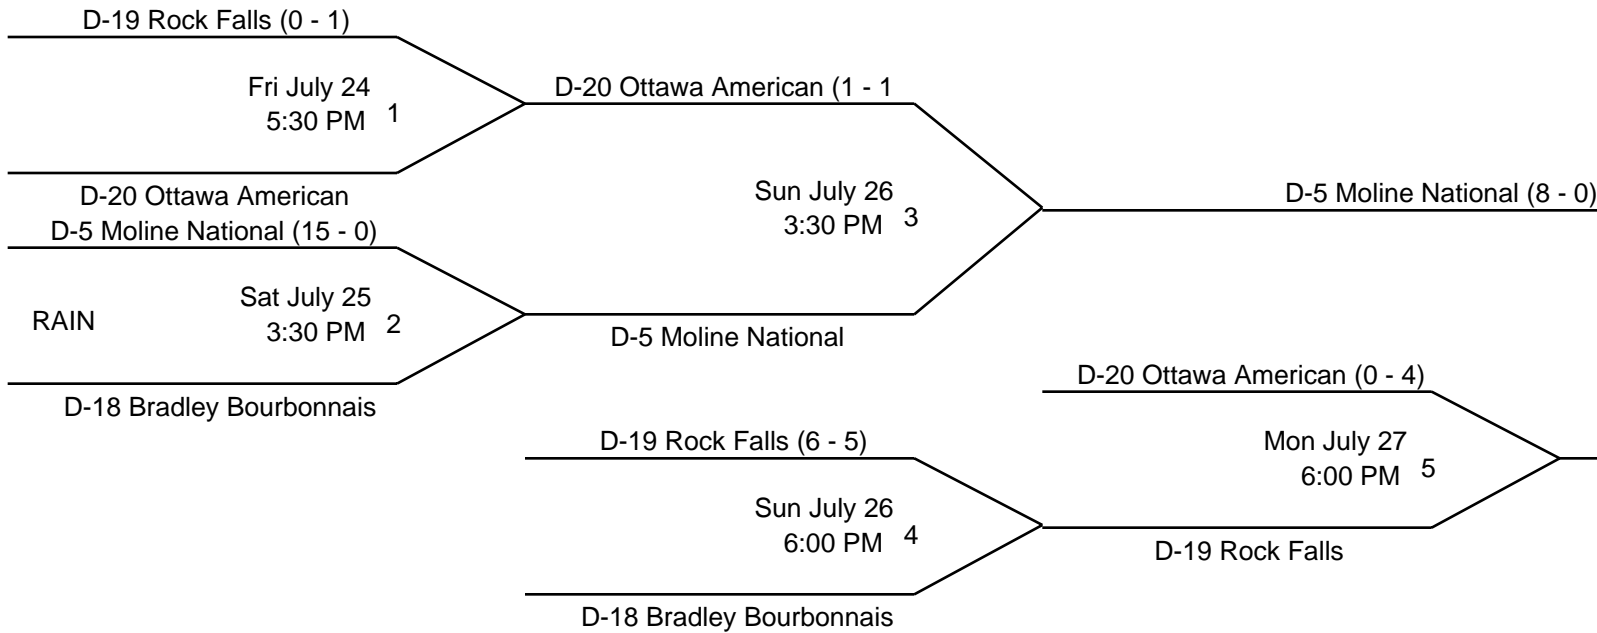 D-19 Rock Falls (0 - 1)
Fri July 24
5:30 PM 1
D-20 Ottawa American
D-5 Moline National (15 - 0)
RAIN
Sat July 25
3:30 PM 2
D-18 Bradley Bourbonnais
D-20 Ottawa American (1 - 1
Sun July 26
3:30 PM 3
D-5 Moline National
D-19 Rock Falls (6 - 5)
Sun July 26
6:00 PM 4
D-18 Bradley Bourbonnais
D-5 Moline National (8 - 0)
D-20 Ottawa American (0 - 4)
Mon July 27
6:00 PM 5
D-19 Rock Falls